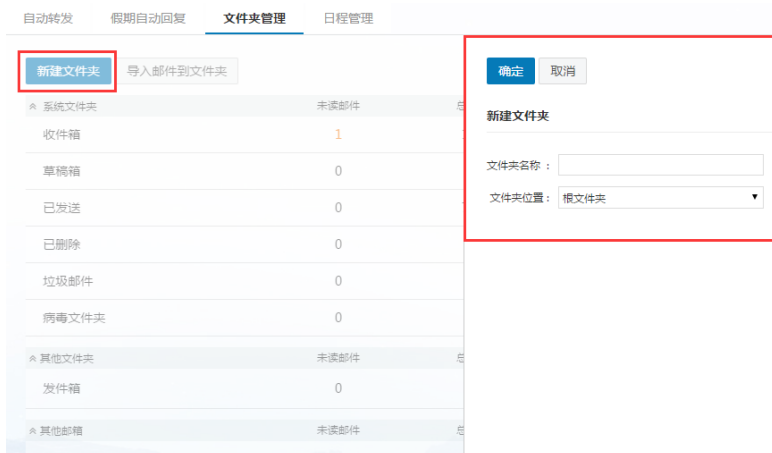 自动转发 假期自动回复 文件夹管理 日程管理
新建文件夹 导入邮件到文件夹
系统文件夹 未读邮件 总
收件箱 1
草稿箱 0
已发送 0
已删除 0
垃圾邮件 0
病毒文件夹 0
其他文件夹 未读邮件 总
发件箱 0
其他邮箱 未读邮件 总
确定 取消
新建文件夹
文件夹名称 :
文件夹位置 : 根文件夹